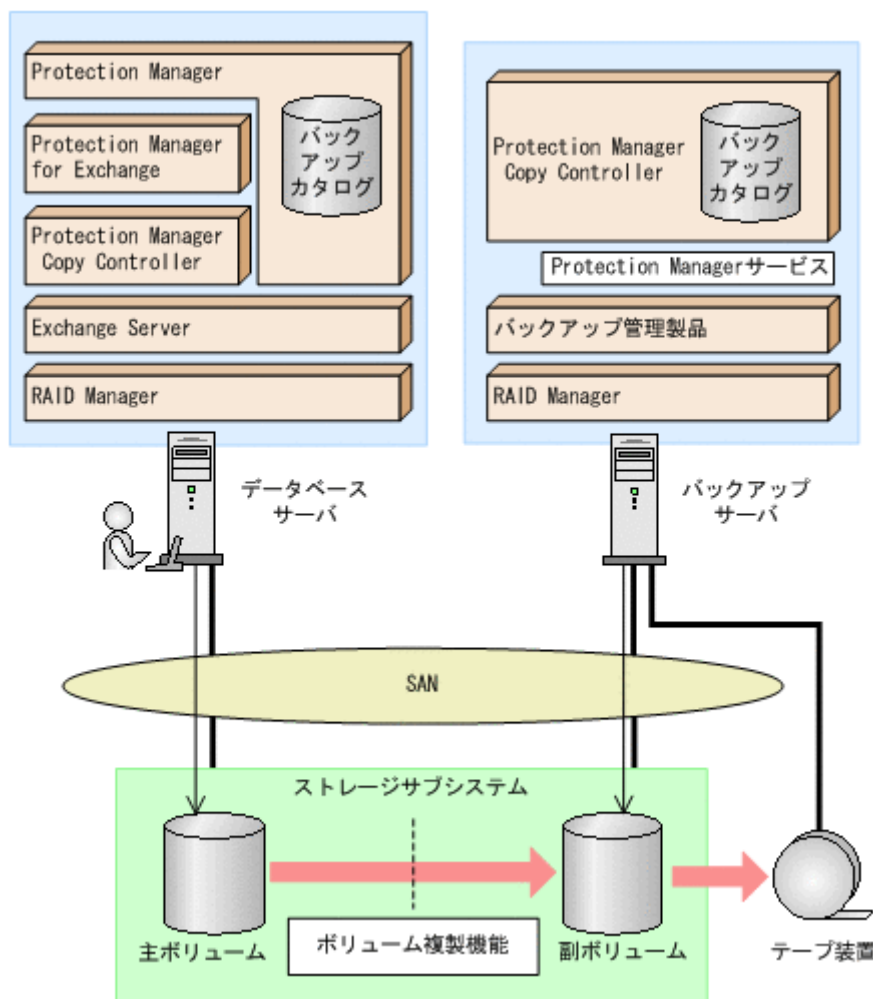 Protection Manager
バック
アップ
カタログ
Protection Manager
for Exchange
Protection Manager
Copy Controller
Exchange Server
RAID Manager
Protection Manager
Copy Controller
バック
アップ
カタログ
Protection Managerサービス
バックアップ管理製品
RAID Manager
データベース
サーバ
バックアップ
サーバ
SAN
ストレージサブシステム
主ボリューム
ボリューム複製機能
副ボリューム
テープ装置